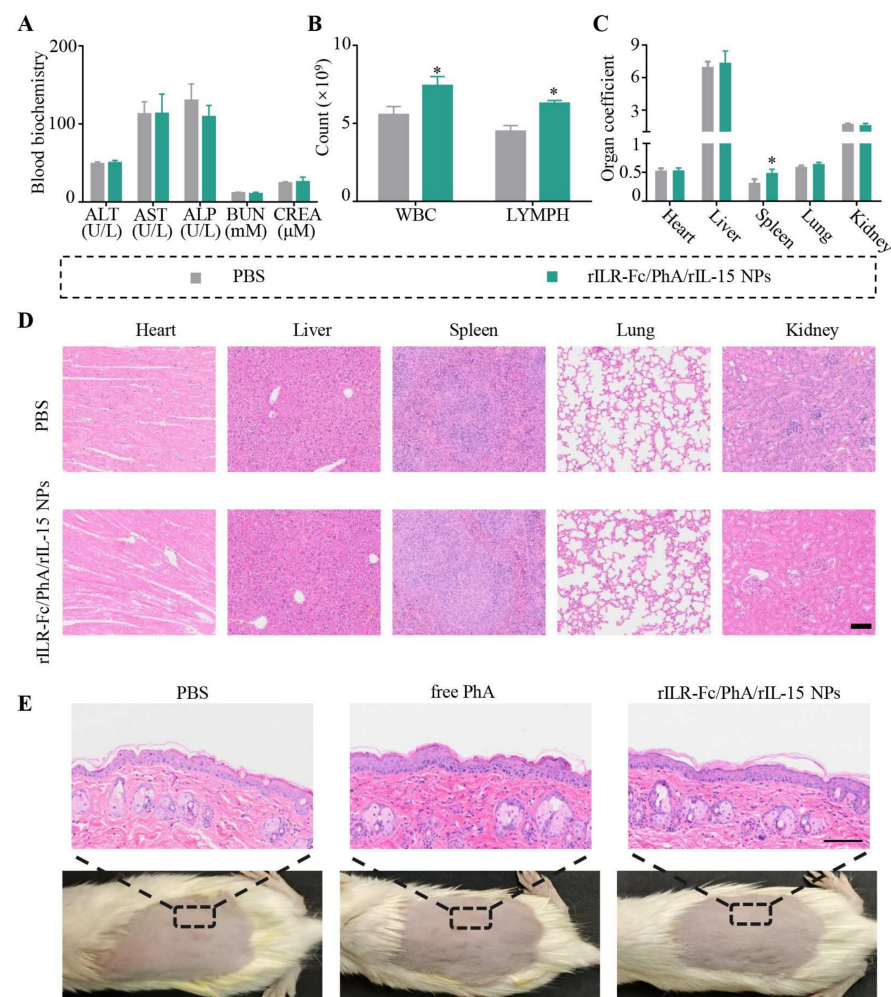 A
Blood biochemistry
200
100
0
ALT
(U/L)
AST
(U/L)
ALP
(U/L)
BUN
(mM)
CREA
(μM)
B
Count (×10⁹)
10
5
0
*
*
WBC
LYMPH
C
Organ coefficient
9
6
3
1.0
0.5
0
*
Heart
Liver
Spleen
Lung
Kidney
PBS
rILR-Fc/PhA/rIL-15 NPs
D
Heart
Liver
Spleen
Lung
Kidney
PBS
rILR-Fc/PhA/rIL-15 NPs
E
PBS
free PhA
rILR-Fc/PhA/rIL-15 NPs